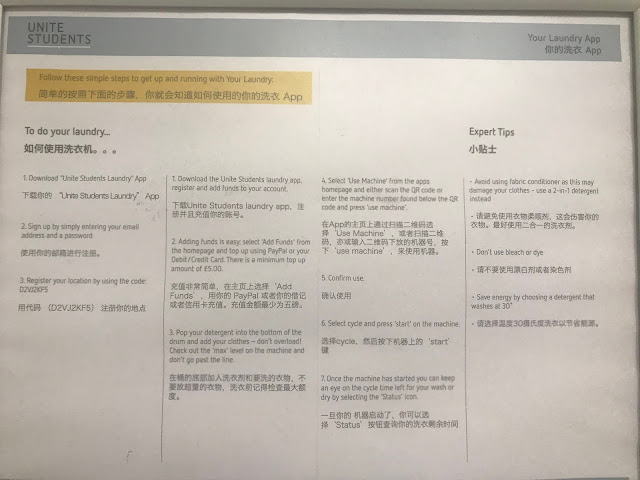 UNITE
STUDENTS
Your Laundry App
你的洗衣 App
Follow these simple steps to get up and running with Your Laundry.
简单的按照下面的步骤，你就会知道如何使用的你的洗衣 App
To do your laundry...
如何使用洗衣机。。。
1. Download "Unite Students Laundry" App
下载你的 “Unite Students Laundry” App
2. Sign up by simply entering your email
address and a password.
使用你的邮箱进行注册。
3. Register your location by using the code:
D2VJ2KF5
用代码 （D2VJ2KF5） 注册你的地点
1. Download the Unite Students laundry app,
register and add funds to your account.
下载Unite Students laundry app，注
册并且充值你的账号。
2. Adding funds is easy; select 'Add Funds' from
the homepage and top up using PayPal or your
Debit/Credit Card. There is a minimum top up
amount of £5.00.
充值非常简单，在主页上选择‘Add
Funds’，用你的 PayPal 或者你的借记
或者信用卡充值。充值金额最少为五磅。
3. Pop your detergent into the bottom of the
drum and add your clothes – don't overload!
Check out the 'max' level on the machine and
don't go past the line.
在桶的底部加入洗衣剂和要洗的衣物，不
要放超重的衣物，洗衣前记得检查最大额
度。
4. Select 'Use Machine' from the apps
homepage and either scan the QR code or
enter the machine number found below the QR
code and press 'use machine'.
在App的主页上通过扫描二维码选
择‘Use Machine’，或者扫描二维
码，亦或输入二维码下放的机器号，按
下‘use machine’，来使用机器。
5. Confirm use.
确认使用
6. Select cycle and press 'start' on the machine.
选择cycle，然后按下机器上的‘start’
键
7. Once the machine has started you can keep
an eye on the cycle time left for your wash or
dry by selecting the 'Status' icon.
一旦你的 机器启动了，你可以选
择‘Status’按钮查询你的洗衣剩余时间
Expert Tips
小贴士
- Avoid using fabric conditioner as this may
damage your clothes - use a 2-in-1 detergent
instead
- 请避免使用衣物柔顺剂，这会伤害你的
衣物。最好使用二合一的洗衣剂。
- Don't use bleach or dye
- 请不要使用漂白剂或者染色剂
- Save energy by choosing a detergent that
washes at 30°
- 请选择温度30摄氏度洗衣以节省能源。